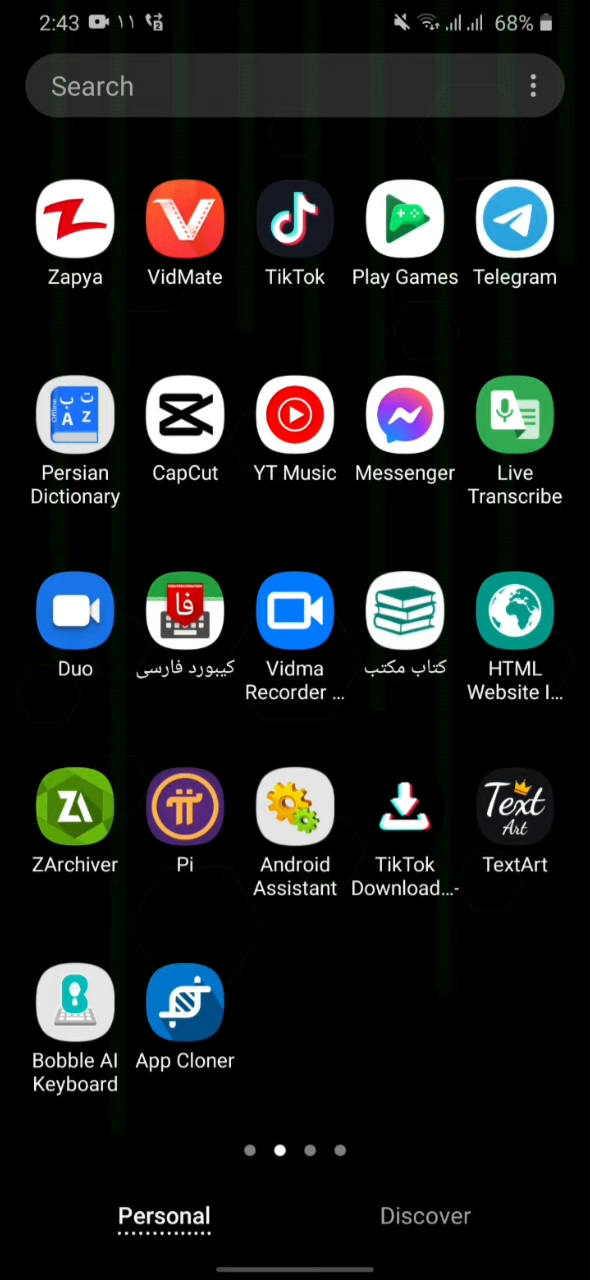 2:43 ۱۱ 68%
Search
Zapya VidMate TikTok Play Games Telegram
Persian Dictionary CapCut YT Music Messenger Live Transcribe
Duo کیبورد فارسی Vidma Recorder ... کتاب مکتب HTML Website I...
ZArchiver Pi Android Assistant TikTok Download...- TextArt
Bobble AI Keyboard App Cloner
Personal Discover